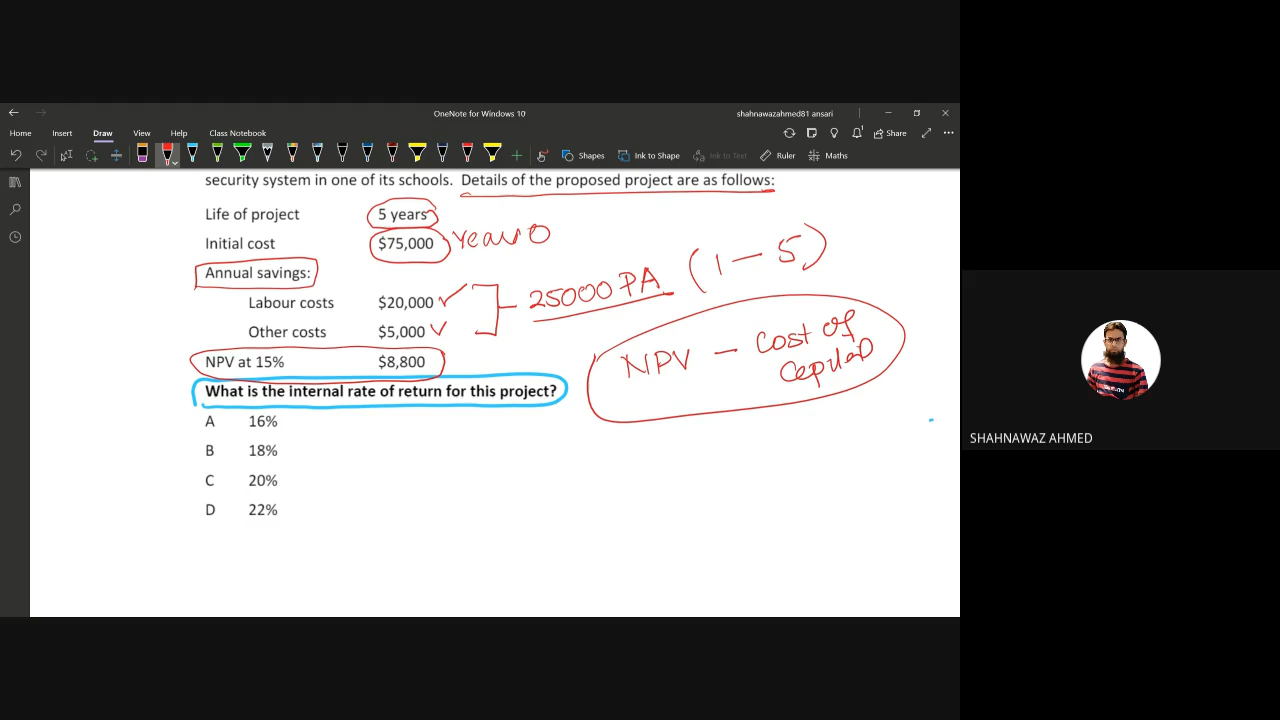 OneNote for Windows 10
shahnawazahmed81 ansari
Home Insert Draw View Help Class Notebook
Share
Shapes Ink to Shape Ink to Text Ruler Maths
security system in one of its schools. Details of the proposed project are as follows:
Life of project 5 years
Initial cost $75,000 Year 0
Annual savings:
Labour costs $20,000
25000 PA (1 – 5)
Other costs $5,000
NPV at 15% $8,800
NPV – Cost of
Capital
What is the internal rate of return for this project?
A 16%
B 18%
C 20%
D 22%
SHAHNAWAZ AHMED